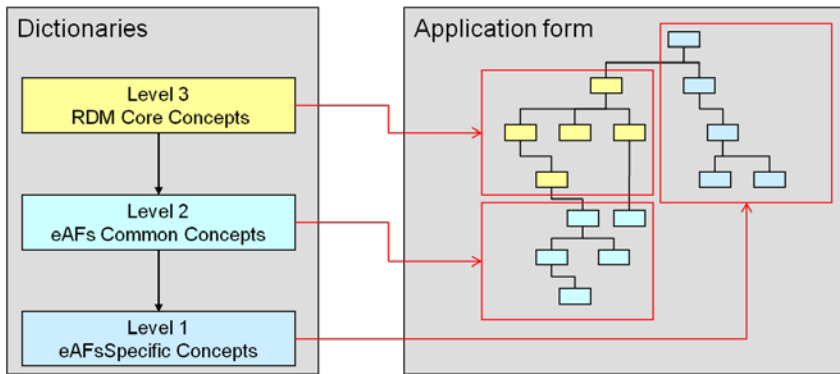 Dictionaries
Level 3
RDM Core Concepts
Level 2
eAFs Common Concepts
Level 1
eAFsSpecific Concepts
Application form